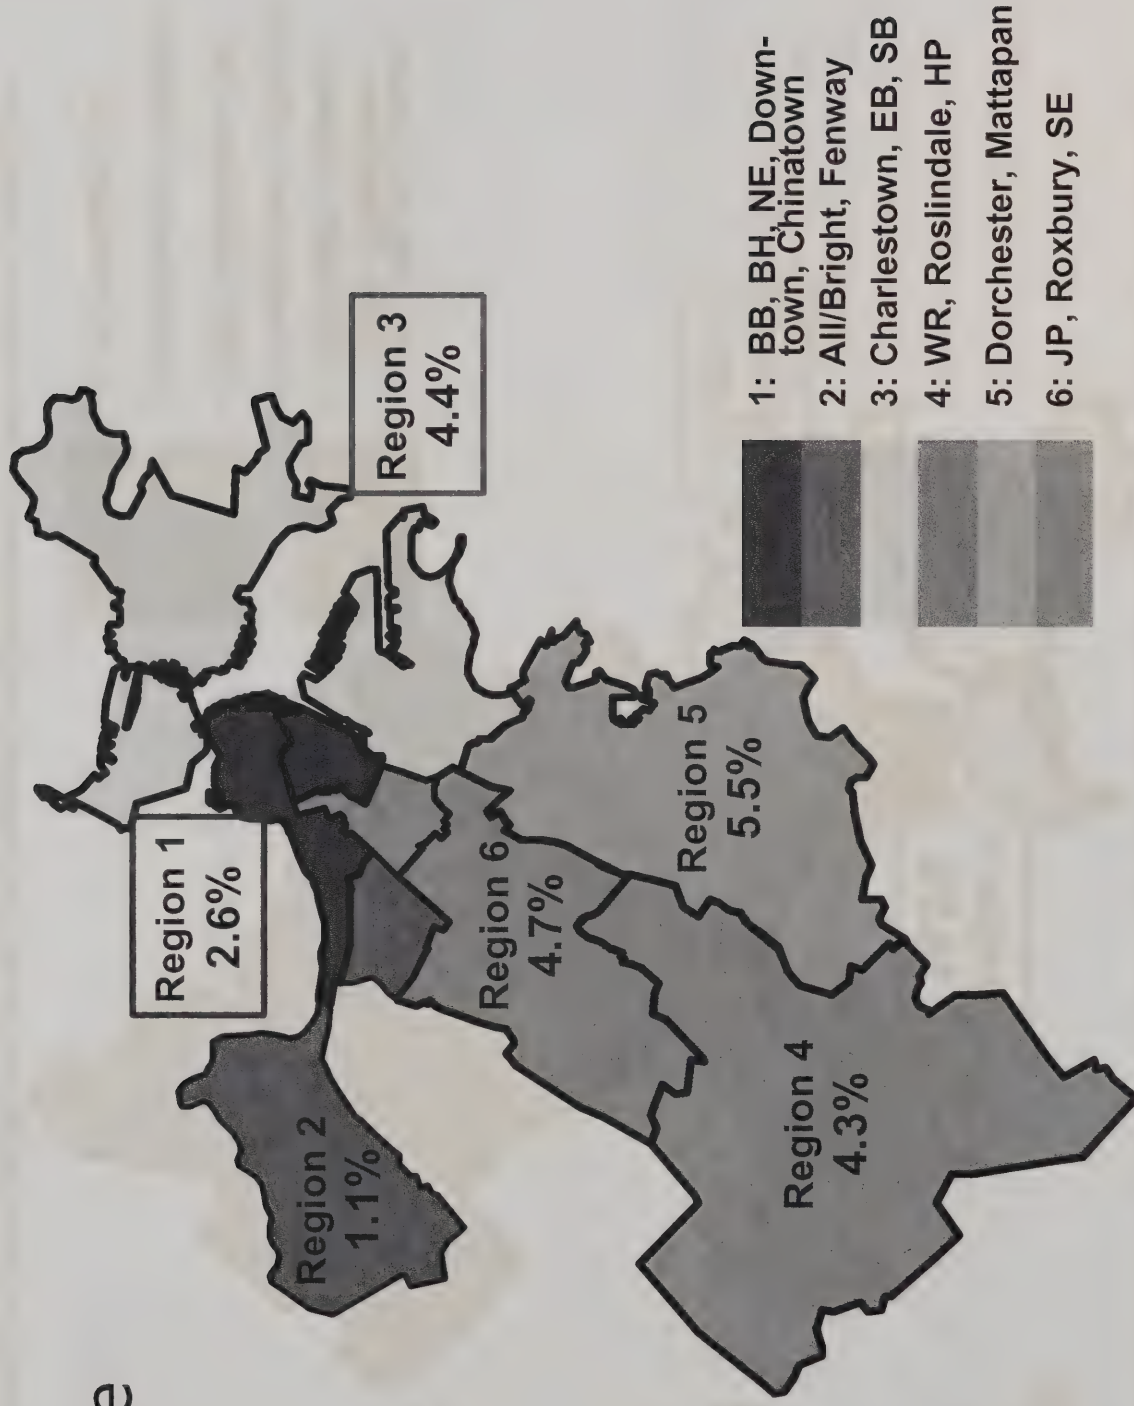 e
Region 1
2.6%
Region 2
1.1%
Region 3
4.4%
Region 6
4.7%
Region 5
5.5%
Region 4
4.3%
1: BB, BH, NE, Down-
town, Chinatown
2: All/Bright, Fenway
3: Charlestown, EB, SB
4: WR, Roslindale, HP
5: Dorchester, Mattapan
6: JP, Roxbury, SE